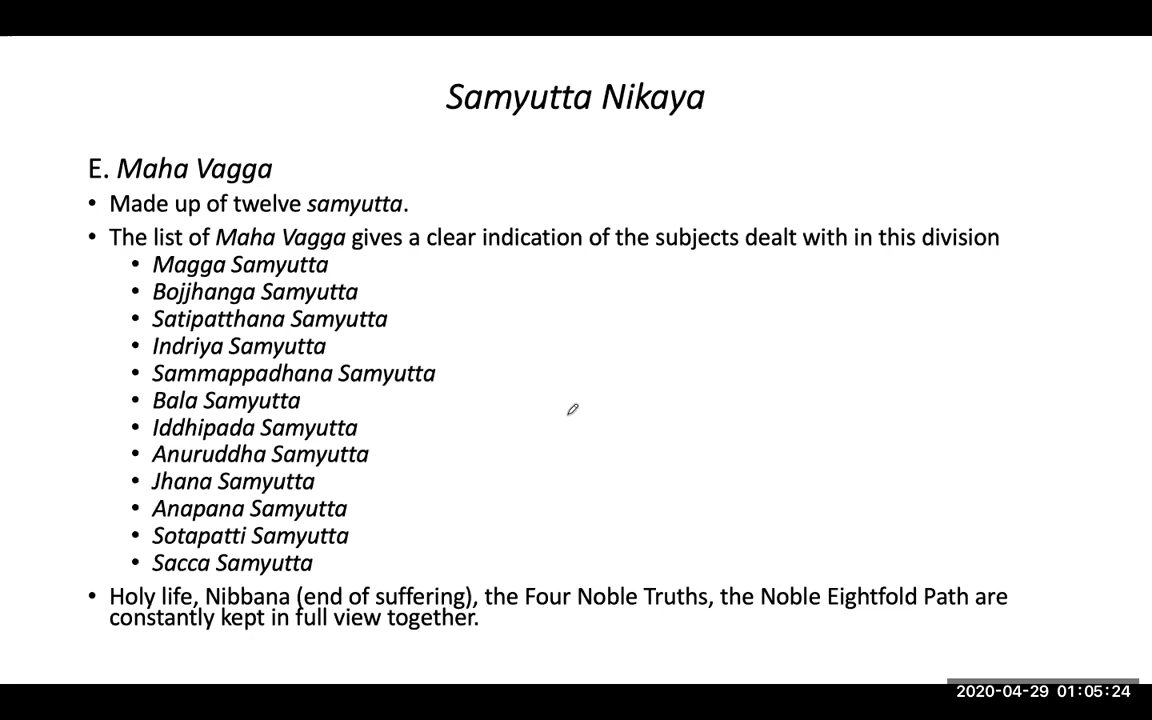 Samyutta Nikaya
E. Maha Vagga
• Made up of twelve samyutta.
• The list of Maha Vagga gives a clear indication of the subjects dealt with in this division
• Magga Samyutta
• Bojjhanga Samyutta
• Satipatthana Samyutta
• Indriya Samyutta
• Sammappadhana Samyutta
• Bala Samyutta
• Iddhipada Samyutta
• Anuruddha Samyutta
• Jhana Samyutta
• Anapana Samyutta
• Sotapatti Samyutta
• Sacca Samyutta
• Holy life, Nibbana (end of suffering), the Four Noble Truths, the Noble Eightfold Path are
constantly kept in full view together.
2020-04-29 01:05:24